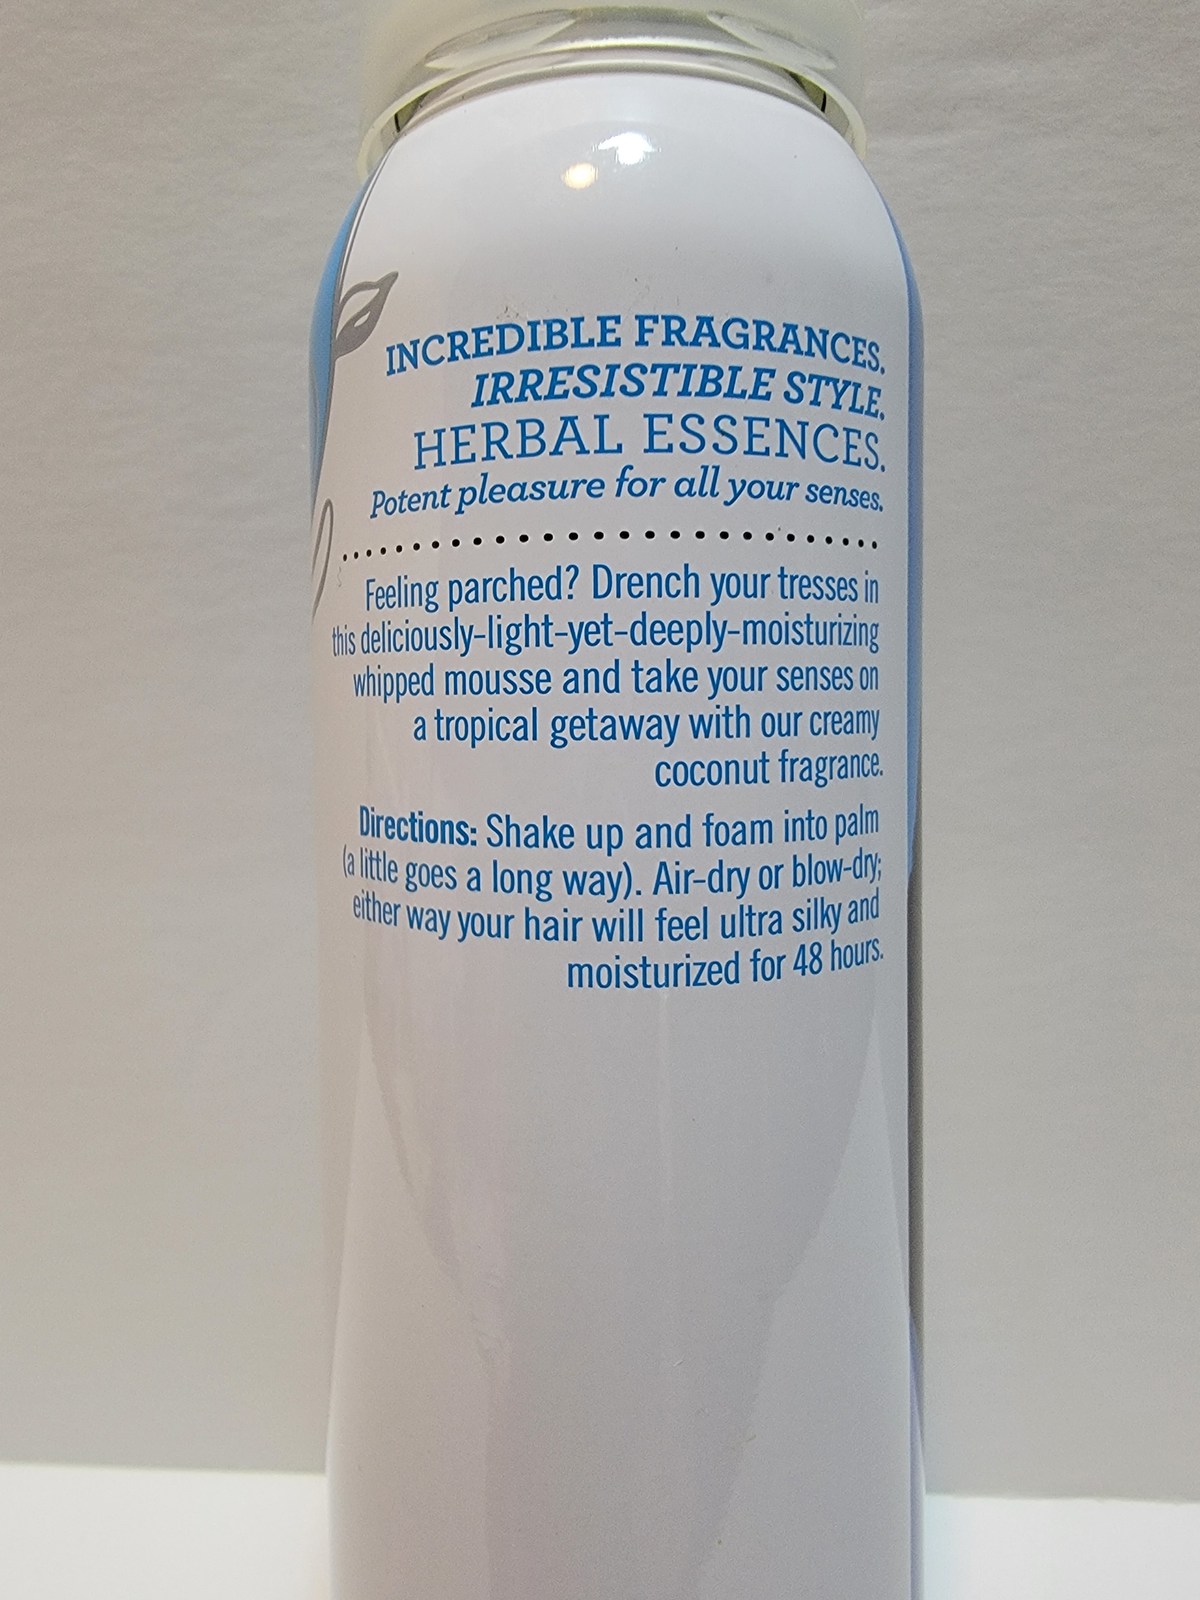 INCREDIBLE FRAGRANCES.
IRRESISTIBLE STYLE.
HERBAL ESSENCES.
Potent pleasure for all your senses.
Feeling parched? Drench your tresses in
this deliciously-light-yet-deeply-moisturizing
whipped mousse and take your senses on
a tropical getaway with our creamy
coconut fragrance.
Directions: Shake up and foam into palm
(a little goes a long way). Air-dry or blow-dry;
either way your hair will feel ultra silky and
moisturized for 48 hours.